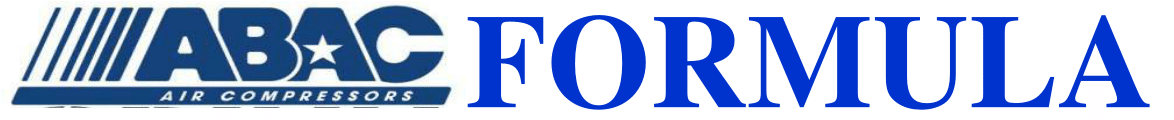 ABAC FORMULA
AIR COMPRESSORS